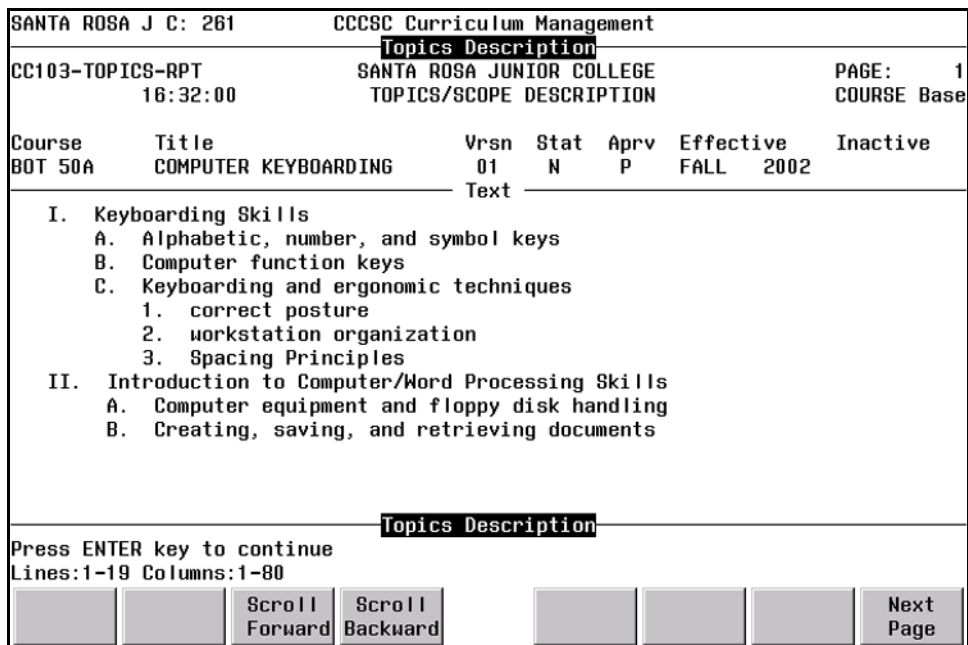 SANTA ROSA J C: 261 CCCSC Curriculum Management
Topics Description
CC103-TOPICS-RPT SANTA ROSA JUNIOR COLLEGE PAGE: 1
16:32:00 TOPICS/SCOPE DESCRIPTION COURSE Base
Course Title Vrsn Stat Aprv Effective Inactive
BOT 50A COMPUTER KEYBOARDING 01 N P FALL 2002
Text
I. Keyboarding Skills
A. Alphabetic, number, and symbol keys
B. Computer function keys
C. Keyboarding and ergonomic techniques
1. correct posture
2. workstation organization
3. Spacing Principles
II. Introduction to Computer/Word Processing Skills
A. Computer equipment and floppy disk handling
B. Creating, saving, and retrieving documents
Topics Description
Press ENTER key to continue
Lines:1-19 Columns:1-80
Scroll Scroll Next
Forward Backward Page